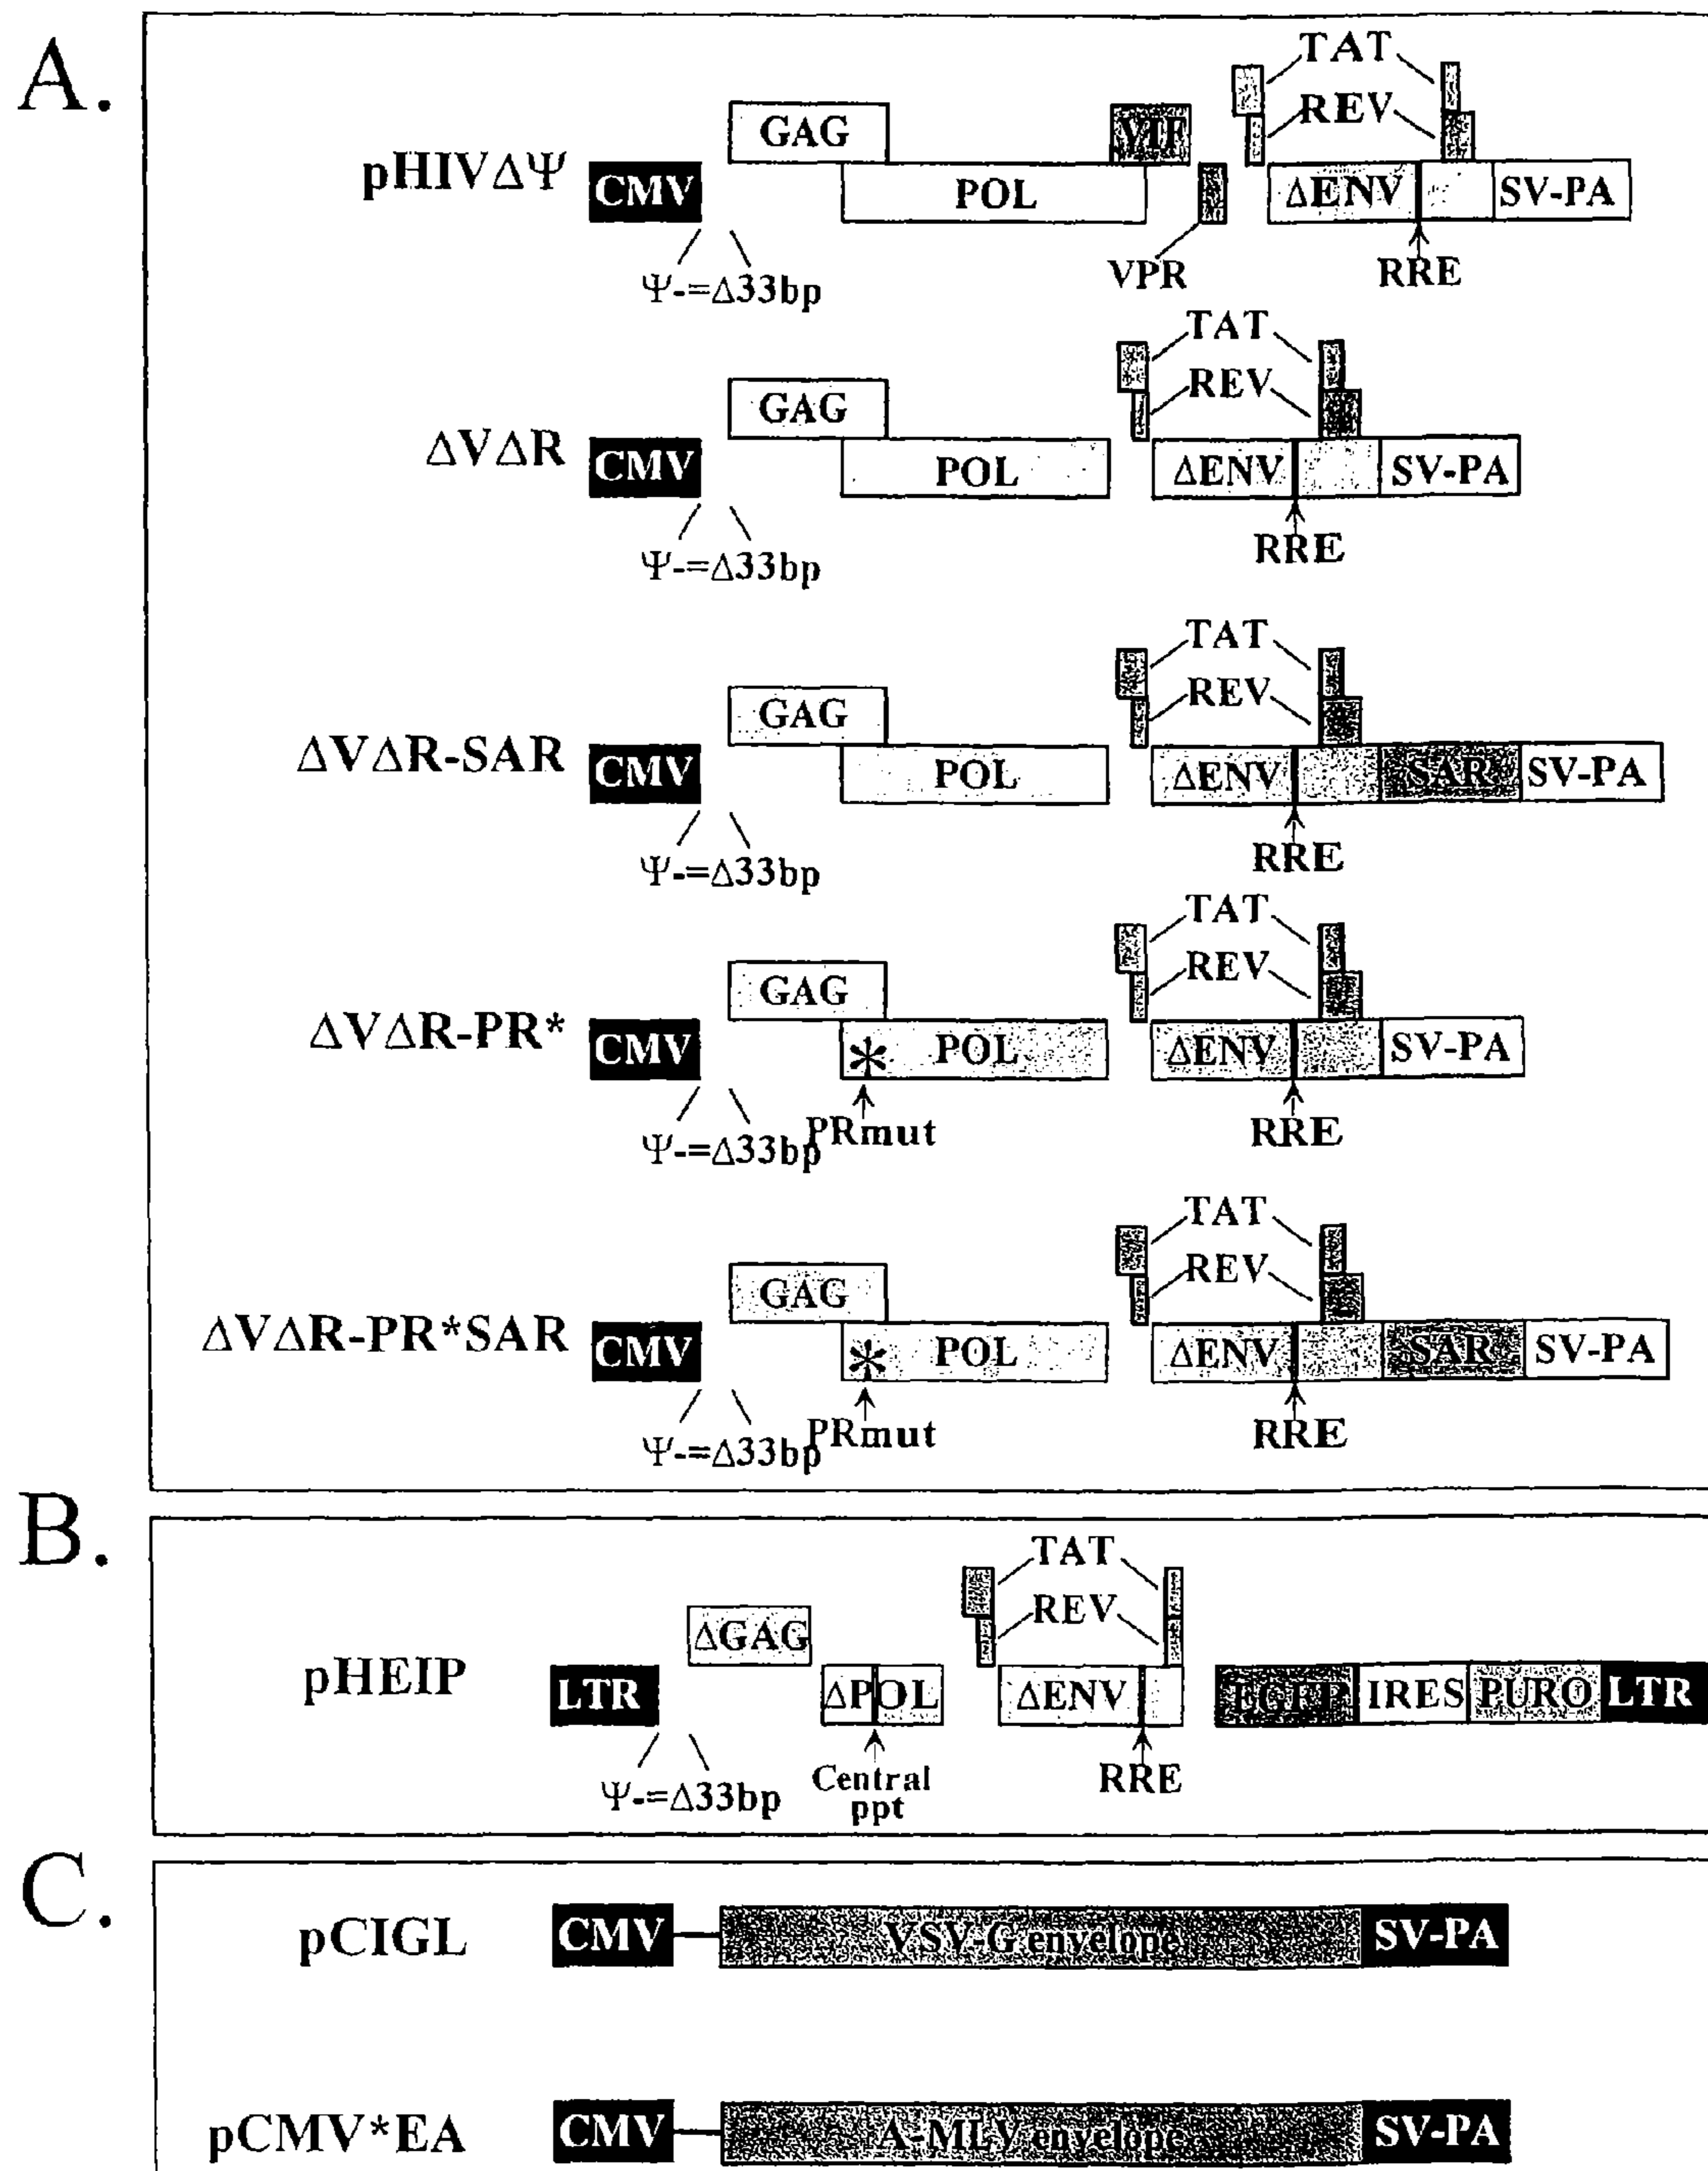 A.
TAT
REV
pHIVΔΨ
CMV
GAG
POL
VIF
ΔENV
SV-PA
Ψ-=Δ33bp
VPR
RRE
TAT
REV
ΔVΔR
CMV
GAG
POL
ΔENV
SV-PA
Ψ-=Δ33bp
RRE
TAT
REV
ΔVΔR-SAR
CMV
GAG
POL
ΔENV
SAR
SV-PA
Ψ-=Δ33bp
RRE
TAT
REV
ΔVΔR-PR*
CMV
GAG
* POL
ΔENV
SV-PA
Ψ-=Δ33bp
PRmut
RRE
TAT
REV
ΔVΔR-PR*SAR
CMV
GAG
* POL
ΔENV
SAR
SV-PA
Ψ-=Δ33bp
PRmut
RRE
B.
TAT
REV
pHEIP
LTR
ΔGAG
ΔPOL
ΔENV
EGFP
IRES
PURO
LTR
Ψ-=Δ33bp
Central
ppt
RRE
C.
pCIGL
CMV
VSV-G envelope
SV-PA
pCMV*EA
CMV
A-MLV envelope
SV-PA